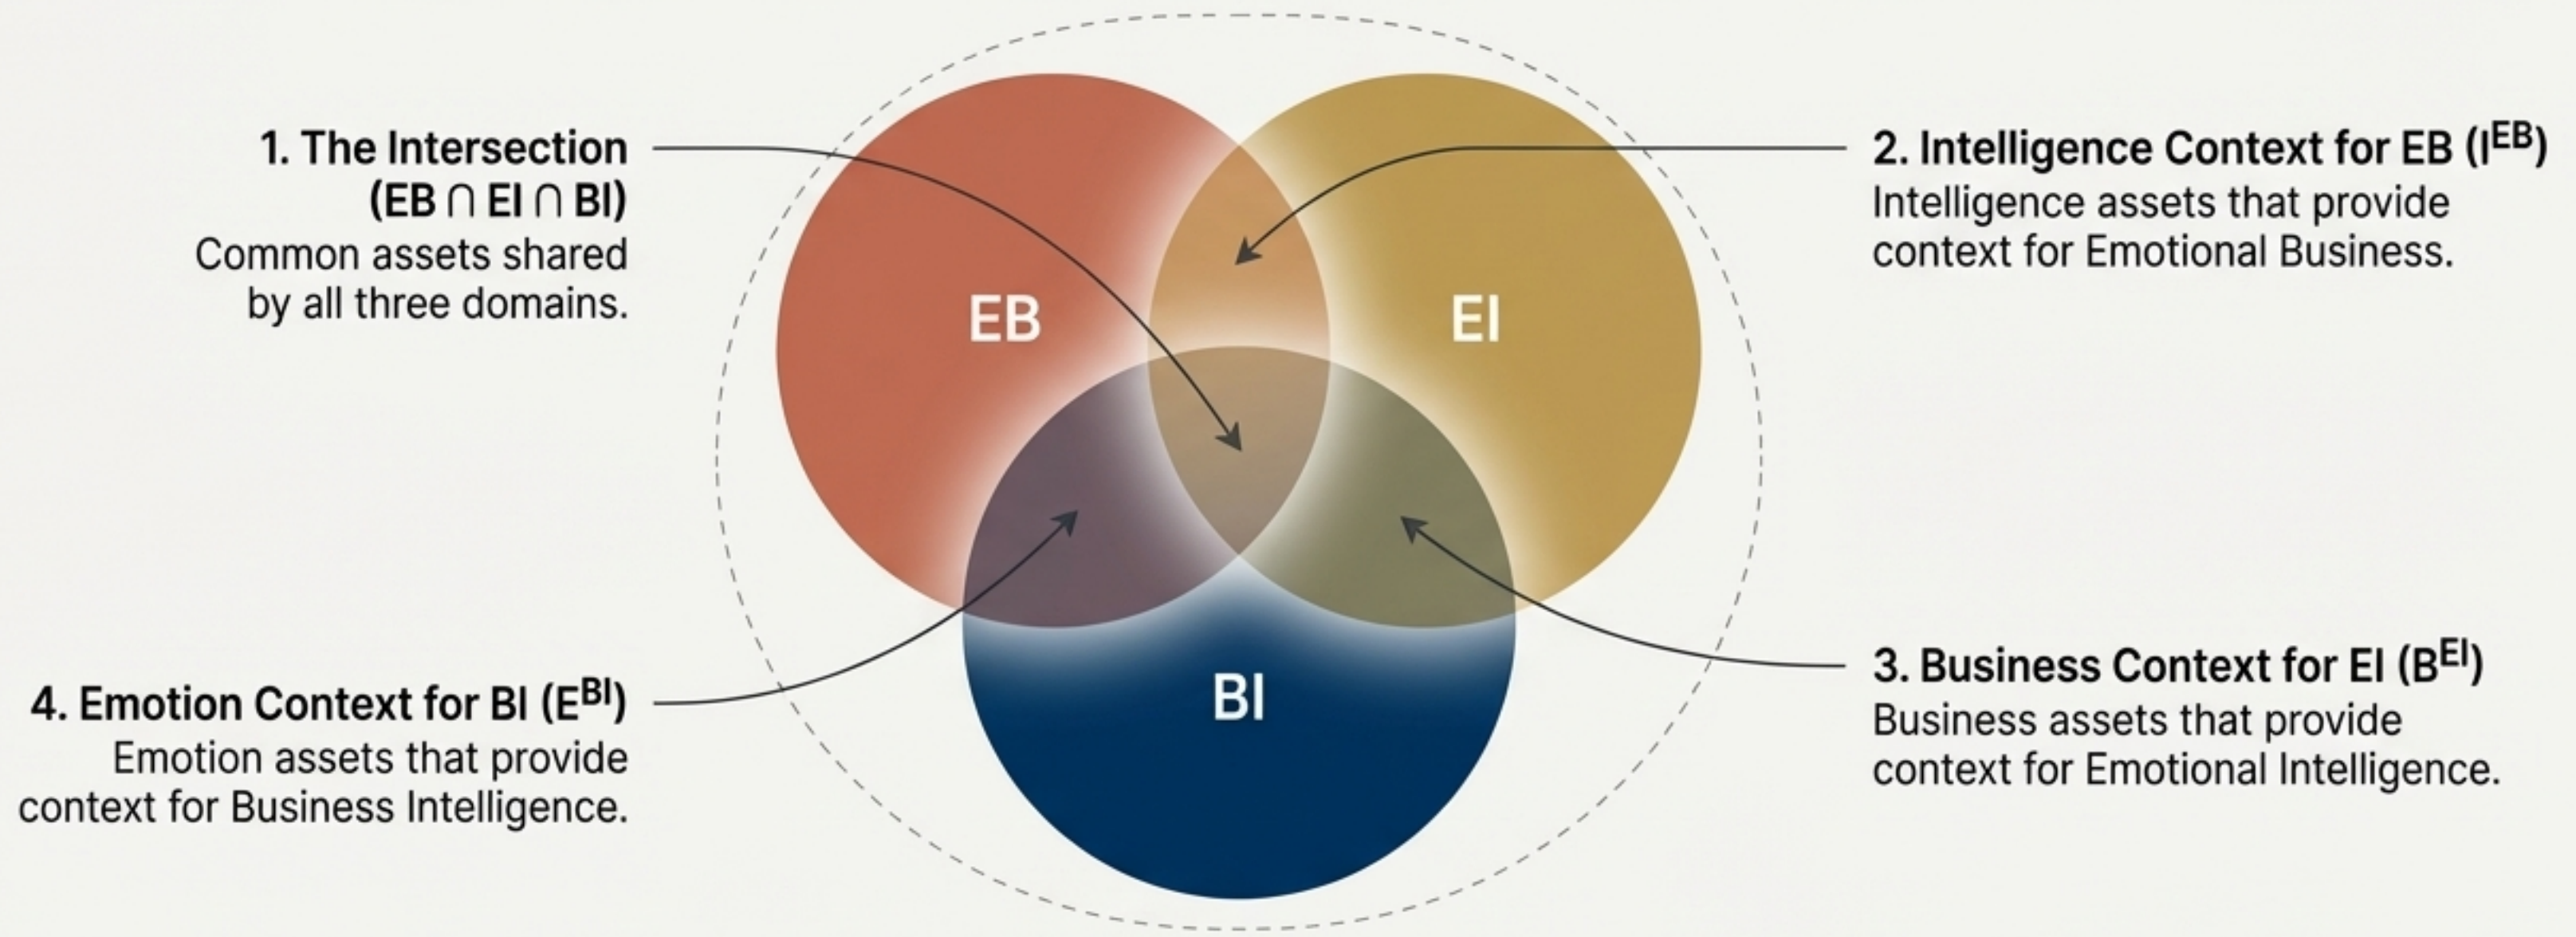 1. The Intersection
(EB ∩ EI ∩ BI)
Common assets shared
by all three domains.
2. Intelligence Context for EB (I^EB)
Intelligence assets that provide
context for Emotional Business.
EB
EI
BI
4. Emotion Context for BI (E^BI)
Emotion assets that provide
context for Business Intelligence.
3. Business Context for EI (B^EI)
Business assets that provide
context for Emotional Intelligence.